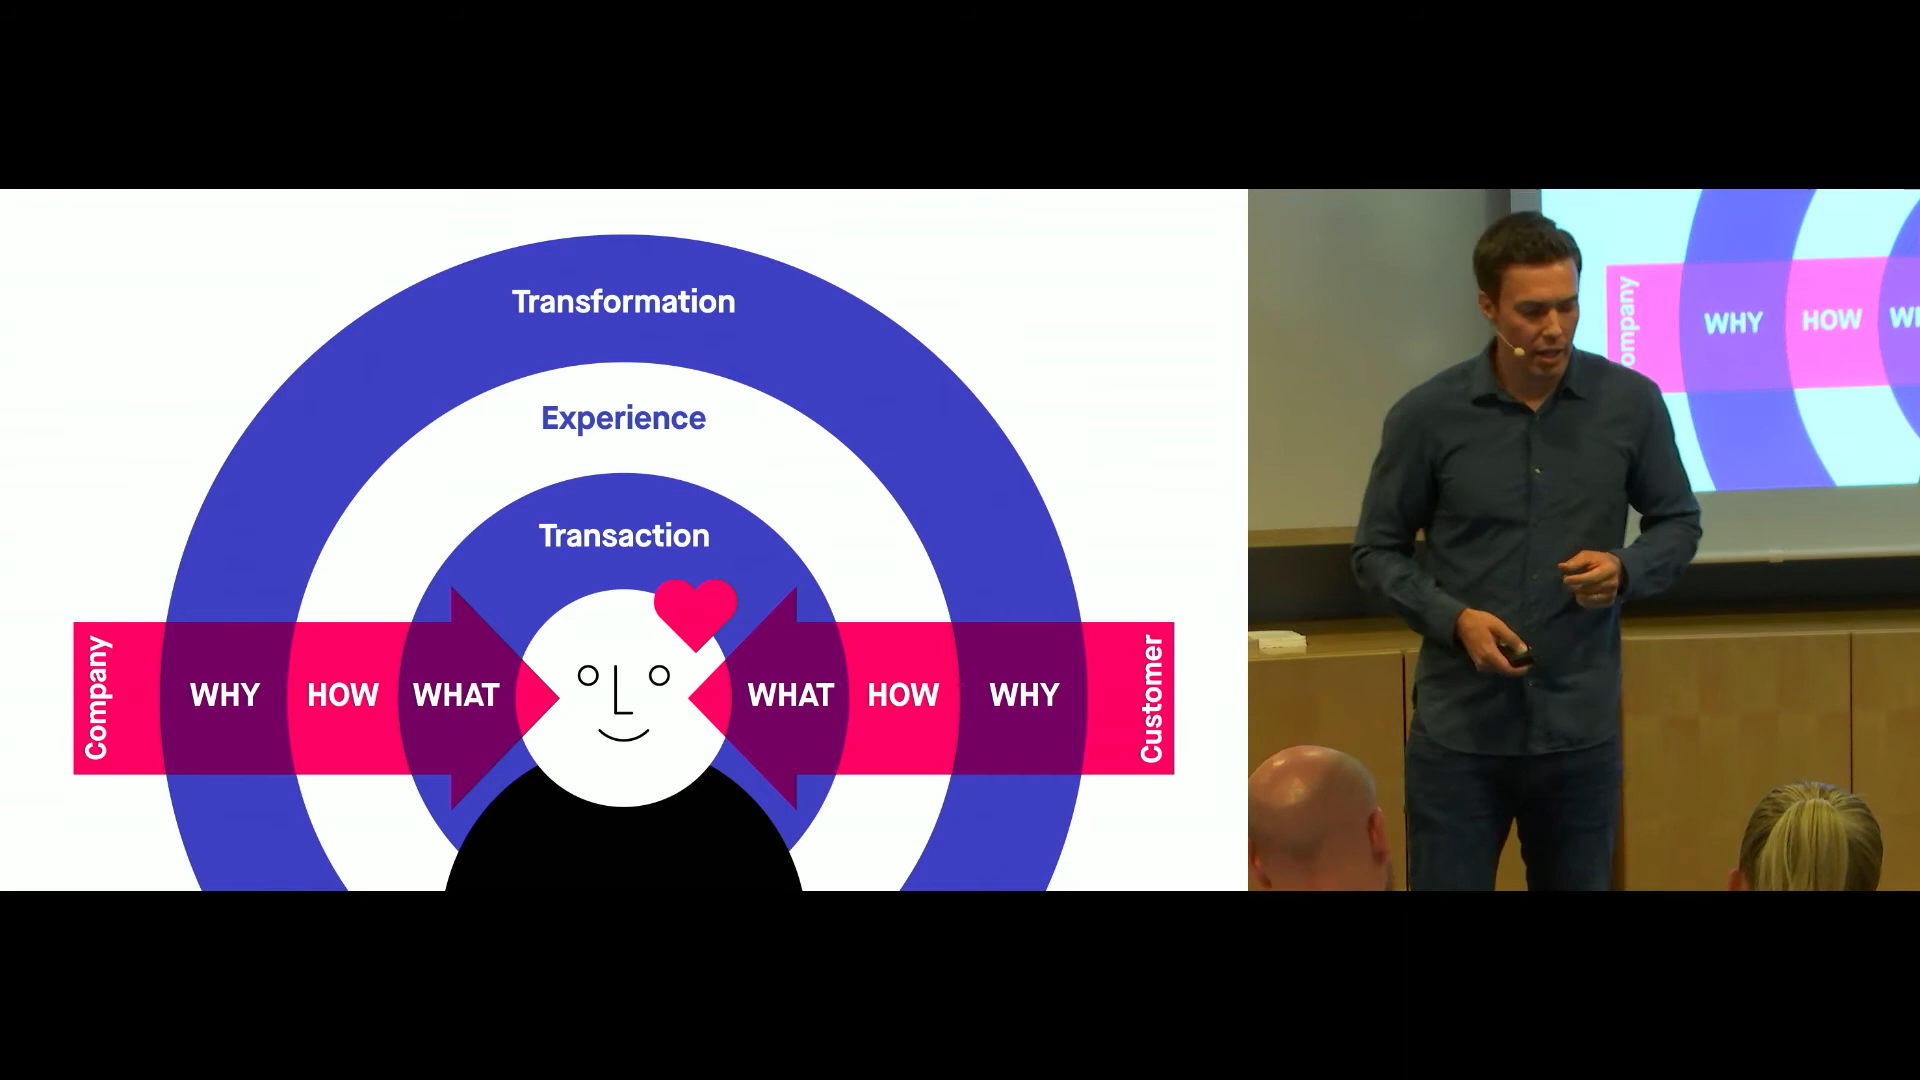 Transformation
Experience
Transaction
Company
WHY HOW WHAT
WHAT HOW WHY
Customer
ompany
WHY HOW